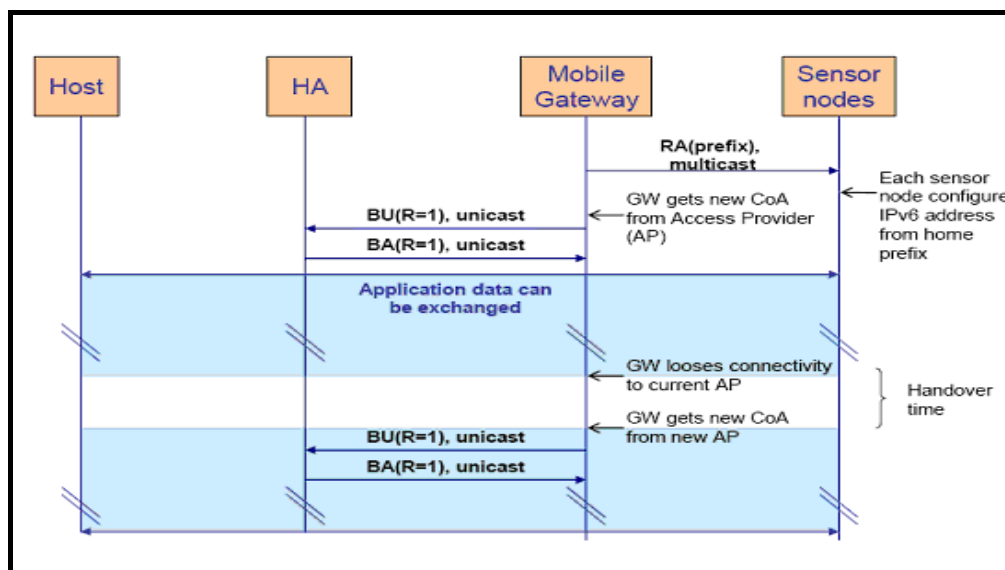 Host
HA
Mobile
Gateway
Sensor
nodes
RA(prefix),
multicast
Each sensor
node configure
IPv6 address
from home
prefix
GW gets new CoA
from Access Provider
(AP)
BU(R=1), unicast
BA(R=1), unicast
Application data can
be exchanged
GW looses connectivity
to current AP
Handover
time
GW gets new CoA
from new AP
BU(R=1), unicast
BA(R=1), unicast